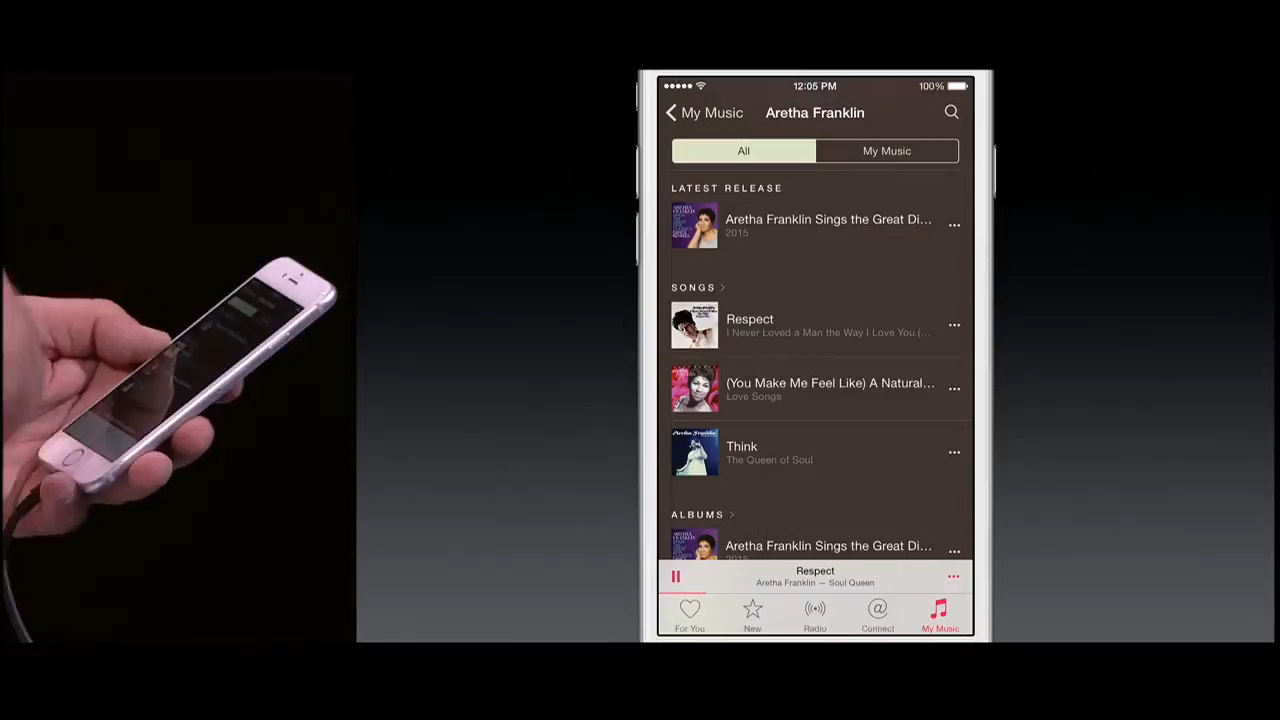 12:05 PM
100%
My Music
Aretha Franklin
All
My Music
LATEST RELEASE
Aretha Franklin Sings the Great Di...
2015
SONGS
Respect
I Never Loved a Man the Way I Love You (...
(You Make Me Feel Like) A Natural...
Love Songs
Think
The Queen of Soul
ALBUMS
Aretha Franklin Sings the Great Di...
2015
Respect
Aretha Franklin — Soul Queen
For You
New
Radio
Connect
My Music